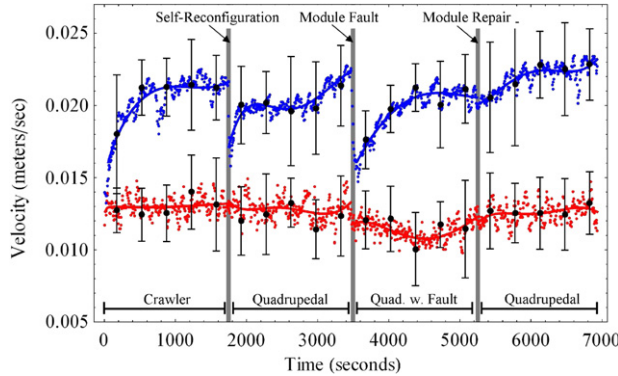 Self-Reconfiguration Module Fault Module Repair
0.025
0.020
0.015
0.010
0.005
Velocity (meters/sec)
Crawler Quadrupedal Quad. w. Fault Quadrupedal
0 1000 2000 3000 4000 5000 6000 7000
Time (seconds)